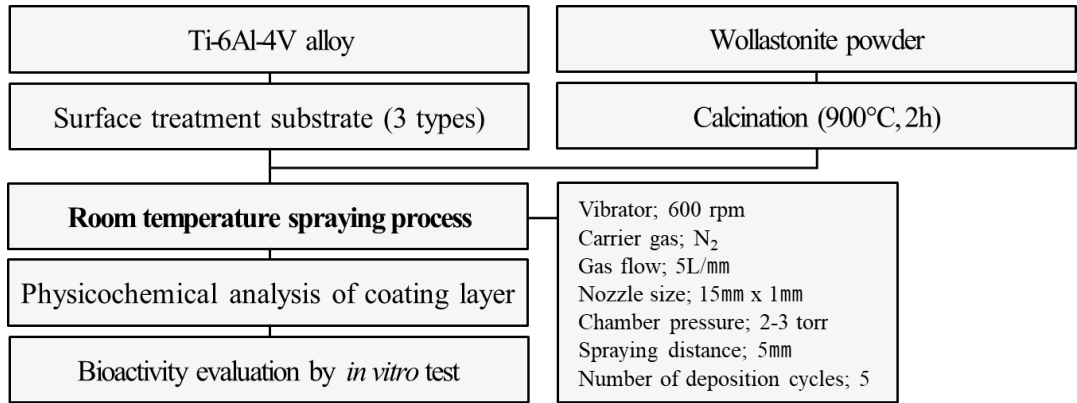 Ti-6Al-4V alloy
Wollastonite powder
Surface treatment substrate (3 types)
Calcination (900°C, 2h)
Room temperature spraying process
Physicochemical analysis of coating layer
Bioactivity evaluation by in vitro test
Vibrator; 600 rpm
Carrier gas; N₂
Gas flow; 5L/㎜
Nozzle size; 15㎜ x 1㎜
Chamber pressure; 2-3 torr
Spraying distance; 5㎜
Number of deposition cycles; 5